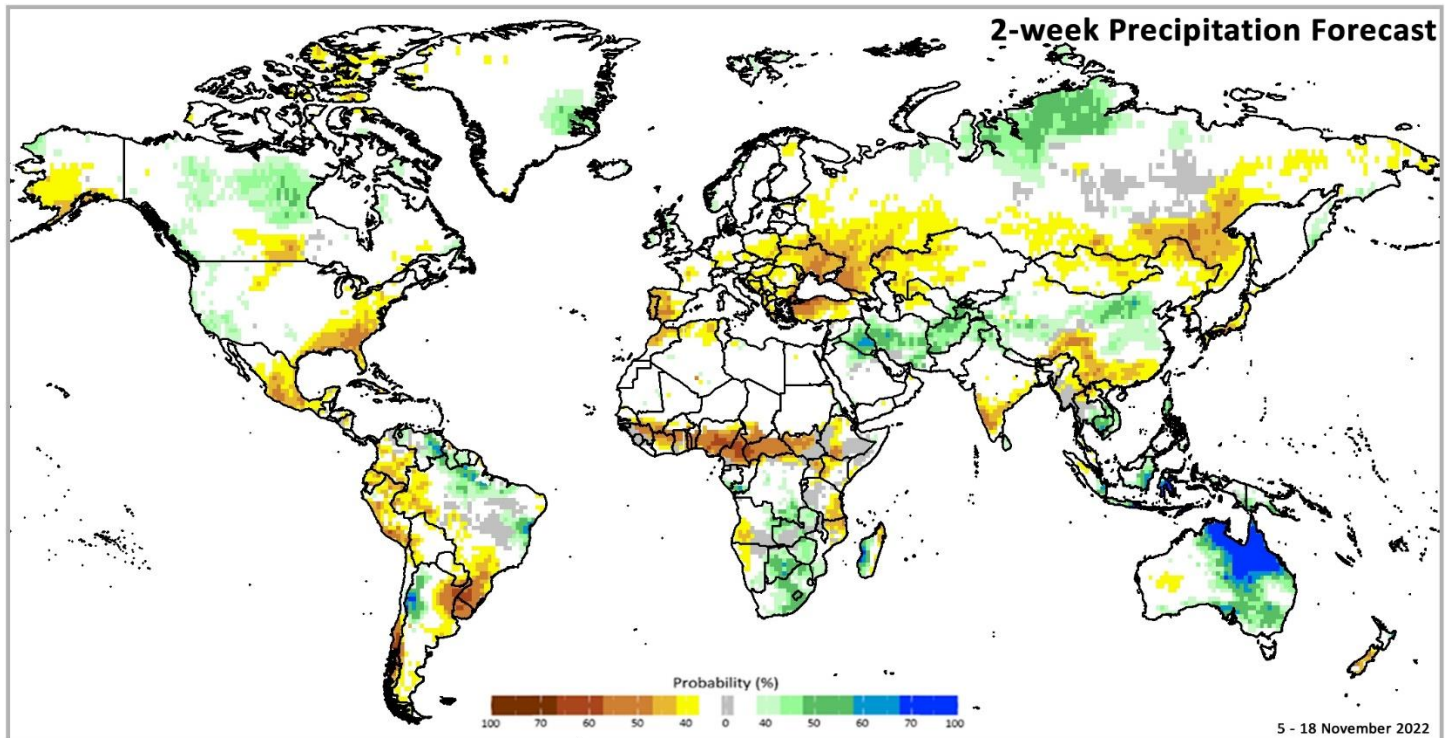 2-week Precipitation Forecast
Probability (%)
100 70 60 50 40 0 40 50 60 70 100
5 - 18 November 2022